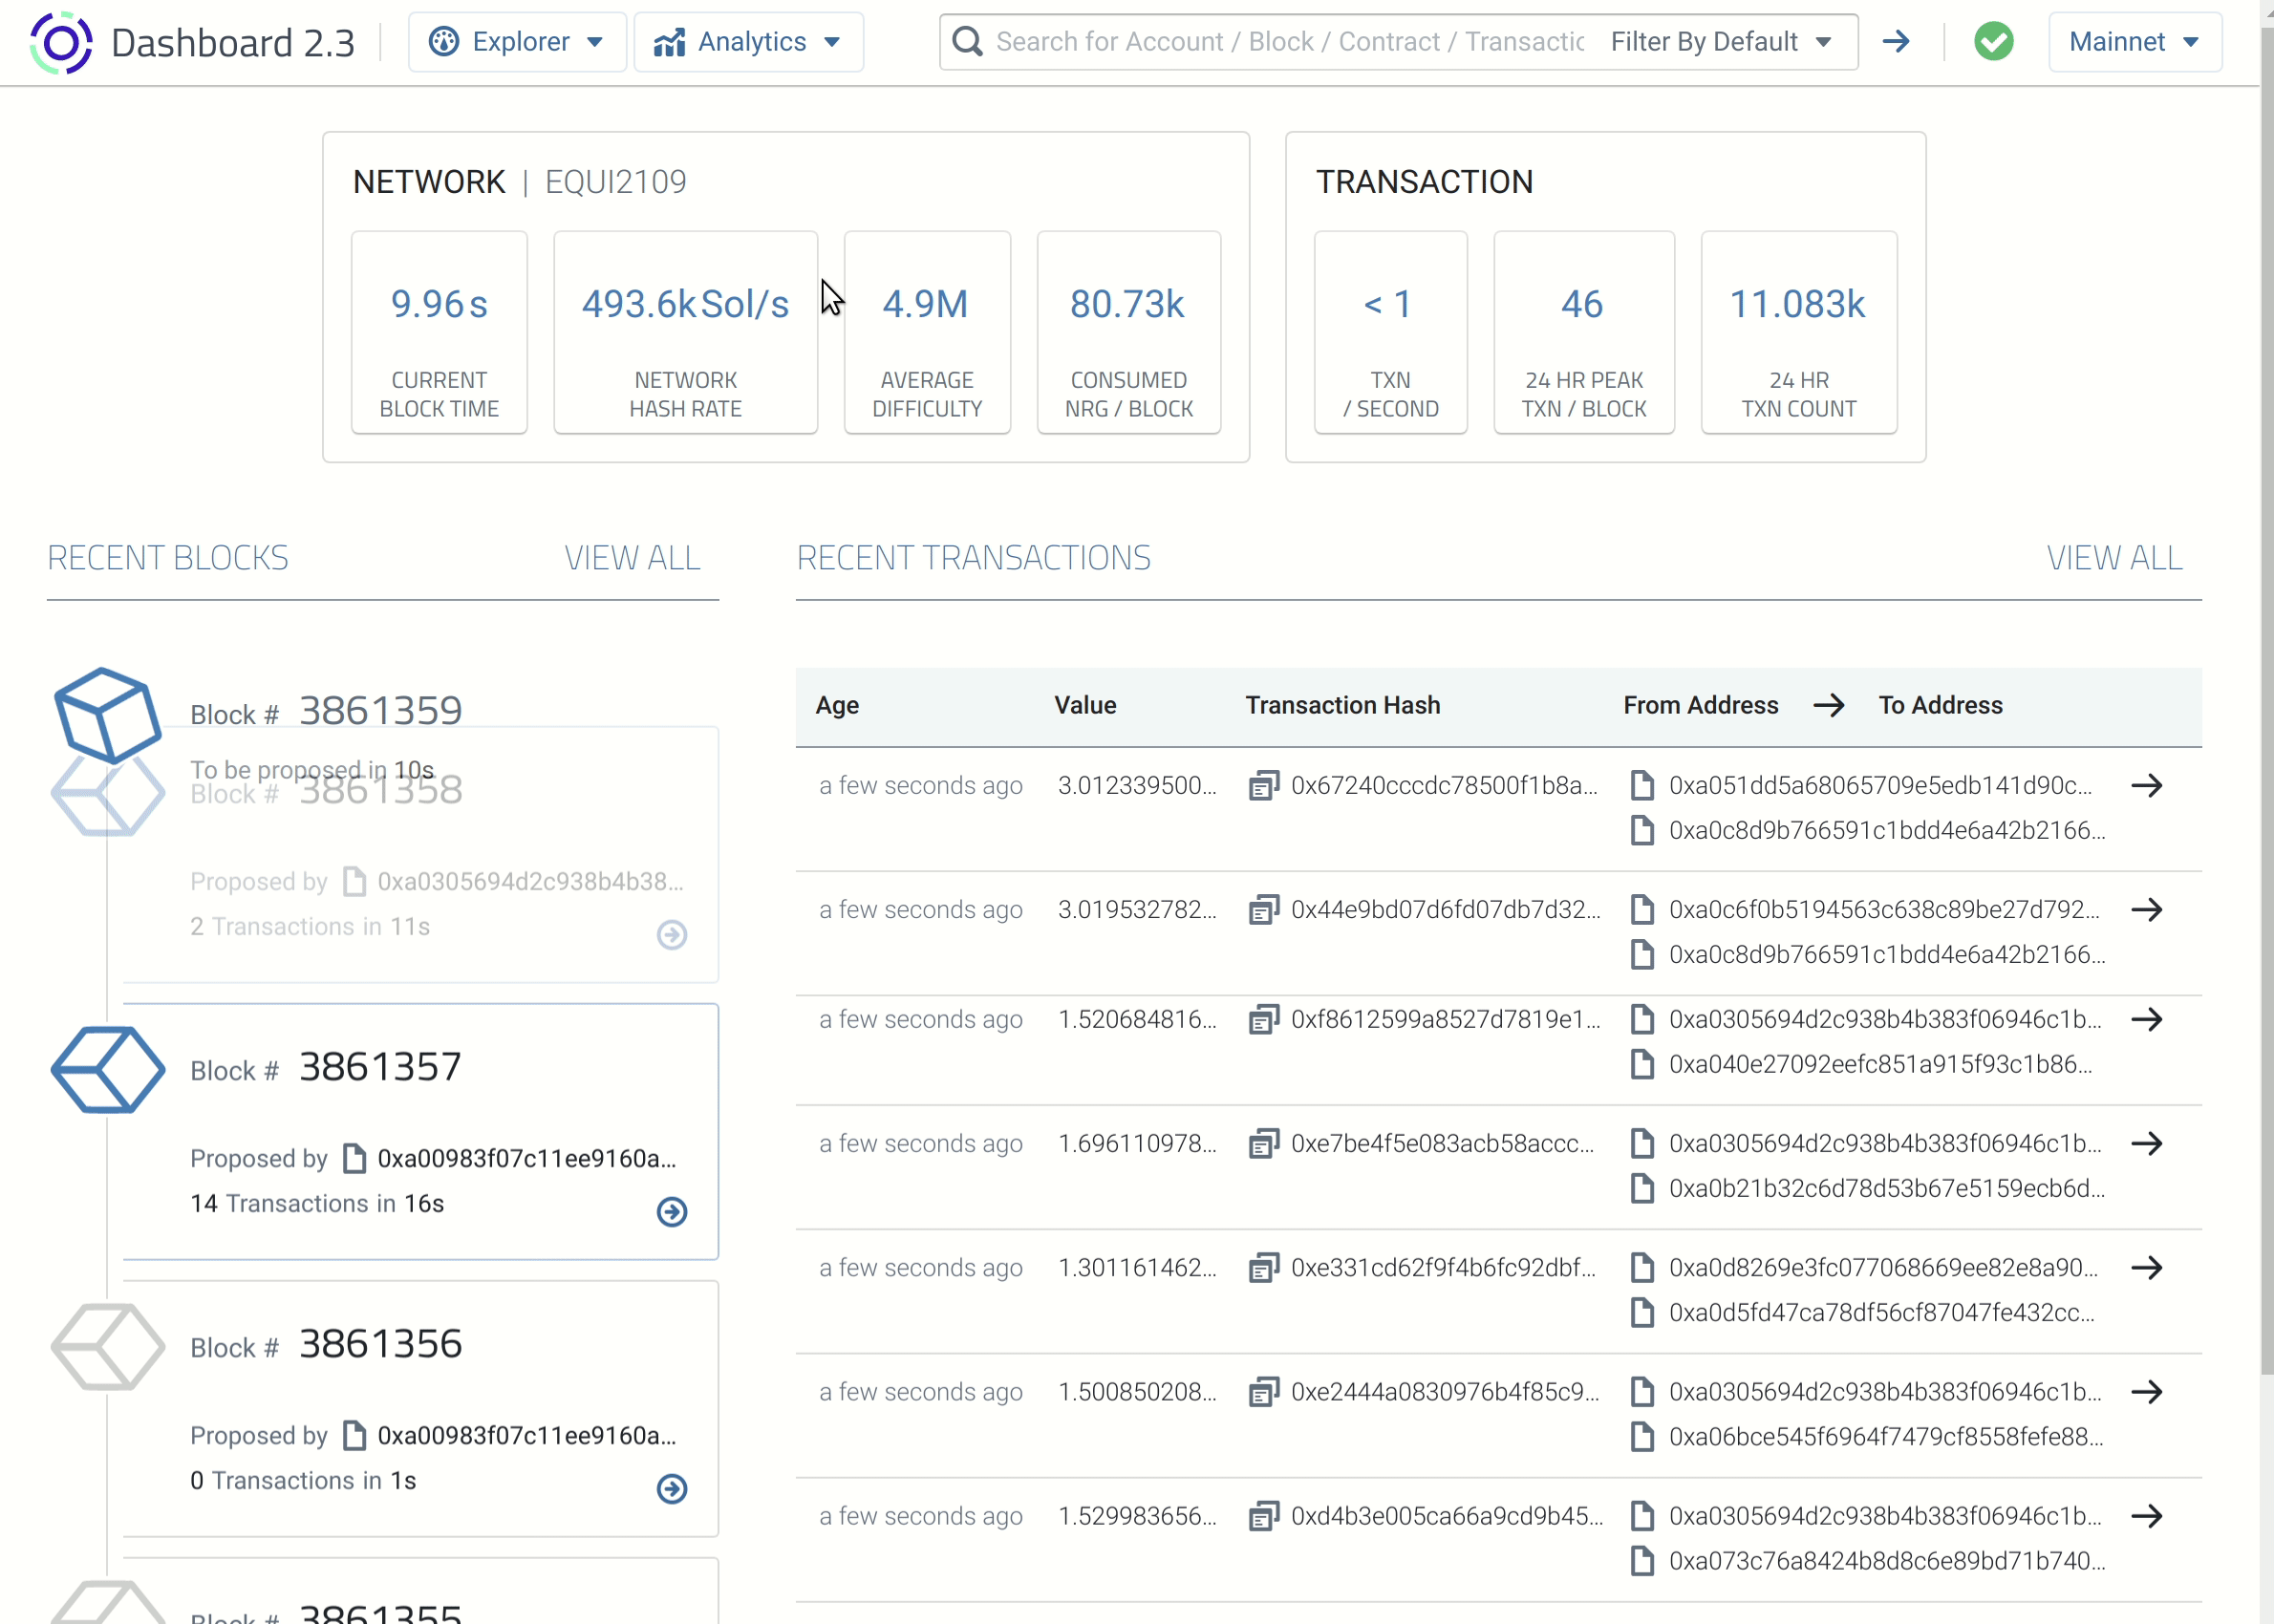 Dashboard 2.3
Explorer
Analytics
Search for Account / Block / Contract / Transactic
Filter By Default
Mainnet
NETWORK | EQUI2109
9.96 s
CURRENT
BLOCK TIME
493.6k Sol/s
NETWORK
HASH RATE
4.9M
AVERAGE
DIFFICULTY
80.73k
CONSUMED
NRG / BLOCK
TRANSACTION
< 1
TXN
/ SECOND
46
24 HR PEAK
TXN / BLOCK
11.083k
24 HR
TXN COUNT
RECENT BLOCKS
VIEW ALL
Block # 3861359
To be proposed in 10s
Block # 3861358
Proposed by 0xa0305694d2c938b4b38...
2 Transactions in 11s
Block # 3861357
Proposed by 0xa00983f07c11ee9160a...
14 Transactions in 16s
Block # 3861356
Proposed by 0xa00983f07c11ee9160a...
0 Transactions in 1s
Block # 3861355
RECENT TRANSACTIONS
VIEW ALL
Age Value Transaction Hash From Address → To Address
a few seconds ago 3.012339500... 0x67240cccdc78500f1b8a... 0xa051dd5a68065709e5edb141d90c... →
0xa0c8d9b766591c1bdd4e6a42b2166...
a few seconds ago 3.019532782... 0x44e9bd07d6fd07db7d32... 0xa0c6f0b5194563c638c89be27d792... →
0xa0c8d9b766591c1bdd4e6a42b2166...
a few seconds ago 1.520684816... 0xf8612599a8527d7819e1... 0xa0305694d2c938b4b383f06946c1b... →
0xa040e27092eefc851a915f93c1b86...
a few seconds ago 1.696110978... 0xe7be4f5e083acb58accc... 0xa0305694d2c938b4b383f06946c1b... →
0xa0b21b32c6d78d53b67e5159ecb6d...
a few seconds ago 1.301161462... 0xe331cd62f9f4b6fc92dbf... 0xa0d8269e3fc077068669ee82e8a90... →
0xa0d5fd47ca78df56cf87047fe432cc...
a few seconds ago 1.500850208... 0xe2444a0830976b4f85c9... 0xa0305694d2c938b4b383f06946c1b... →
0xa06bce545f6964f7479cf8558fefe88...
a few seconds ago 1.529983656... 0xd4b3e005ca66a9cd9b45... 0xa0305694d2c938b4b383f06946c1b... →
0xa073c76a8424b8d8c6e89bd71b740...